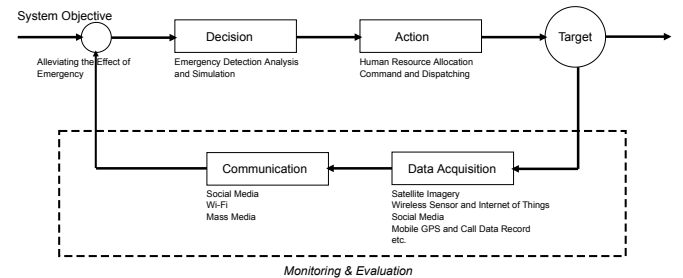 System Objective
Decision
Action
Target
Alleviating the Effect of
Emergency
Emergency Detection Analysis
and Simulation
Human Resource Allocation
Command and Dispatching
Communication
Data Acquisition
Social Media
Wi-Fi
Mass Media
Satellite Imagery
Wireless Sensor and Internet of Things
Social Media
Mobile GPS and Call Data Record
etc.
Monitoring & Evaluation